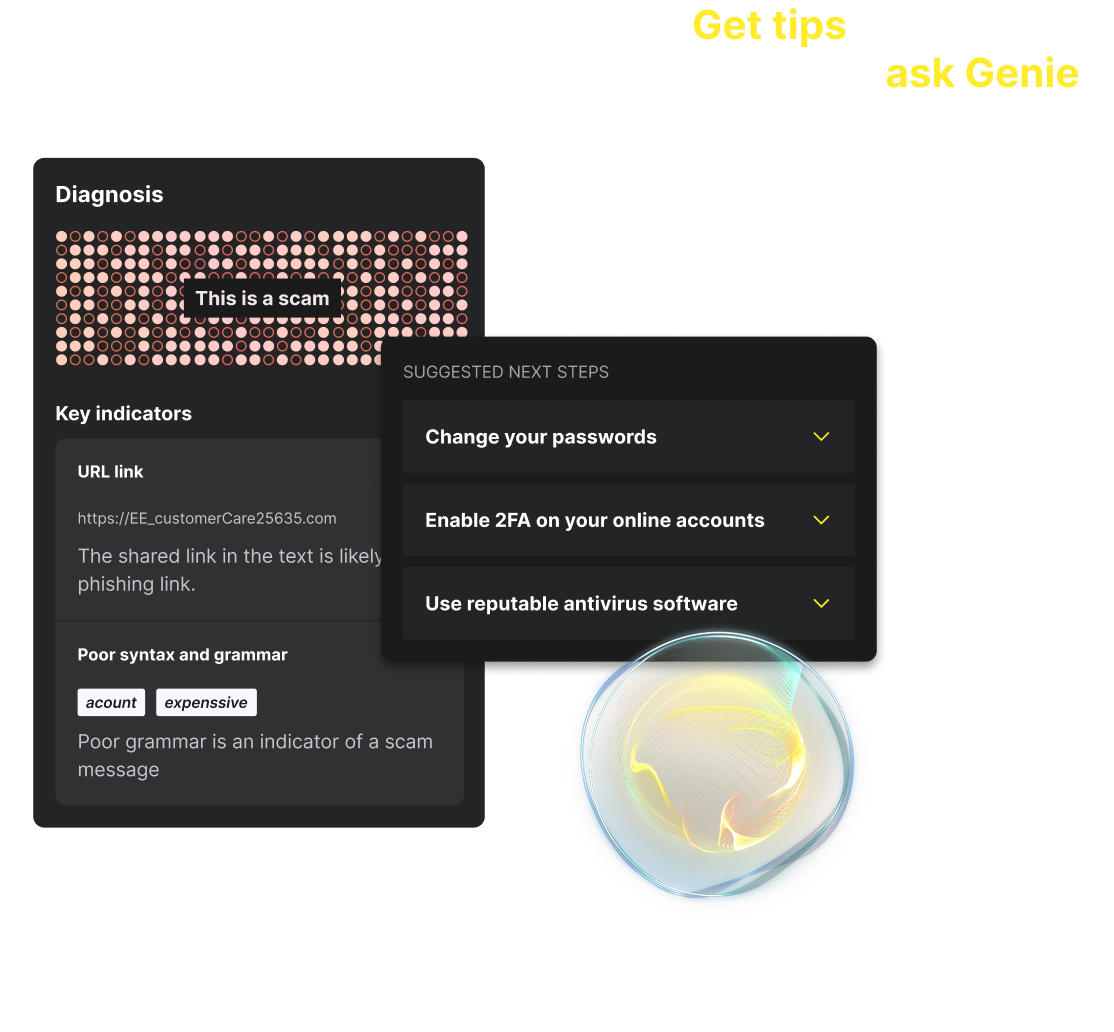 Get tips
ask Genie
Diagnosis
This is a scam
Key indicators
URL link
https://EE_customerCare25635.com
The shared link in the text is likely
phishing link.
Poor syntax and grammar
acount expenssive
Poor grammar is an indicator of a scam
message
SUGGESTED NEXT STEPS
Change your passwords
Enable 2FA on your online accounts
Use reputable antivirus software